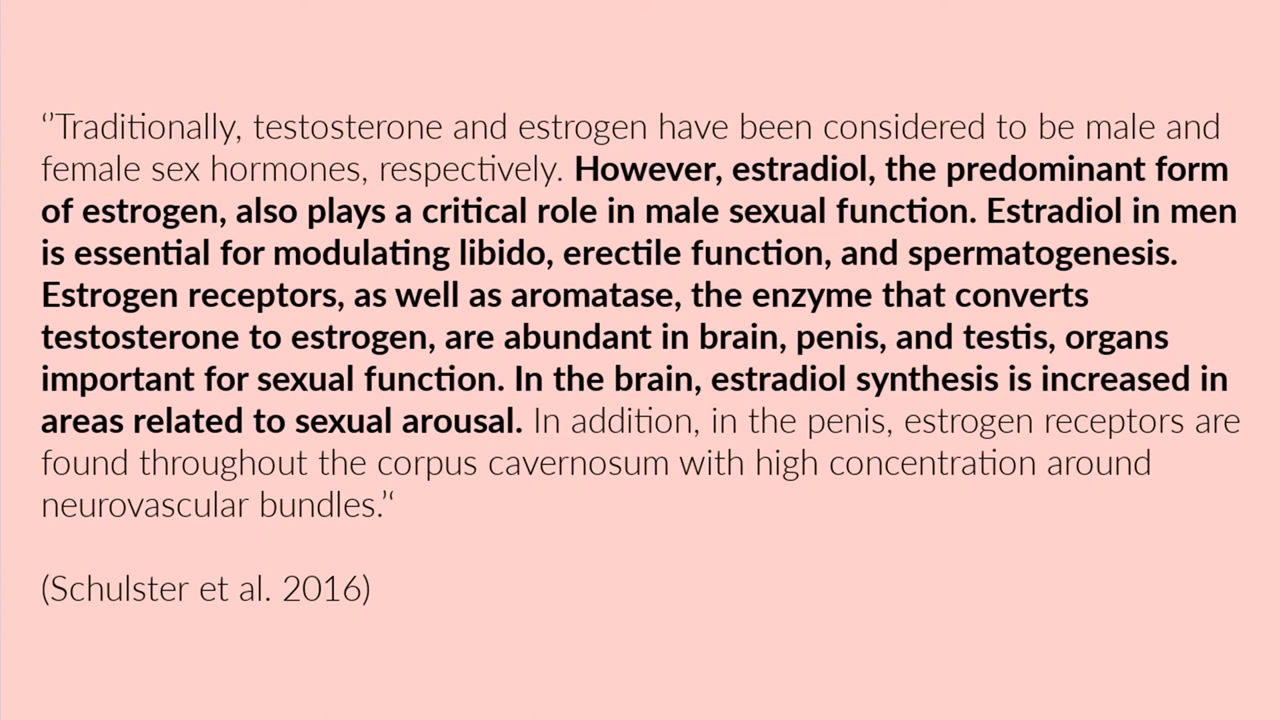 ‘’Traditionally, testosterone and estrogen have been considered to be male and
female sex hormones, respectively. However, estradiol, the predominant form
of estrogen, also plays a critical role in male sexual function. Estradiol in men
is essential for modulating libido, erectile function, and spermatogenesis.
Estrogen receptors, as well as aromatase, the enzyme that converts
testosterone to estrogen, are abundant in brain, penis, and testis, organs
important for sexual function. In the brain, estradiol synthesis is increased in
areas related to sexual arousal. In addition, in the penis, estrogen receptors are
found throughout the corpus cavernosum with high concentration around
neurovascular bundles.’‘
(Schulster et al. 2016)